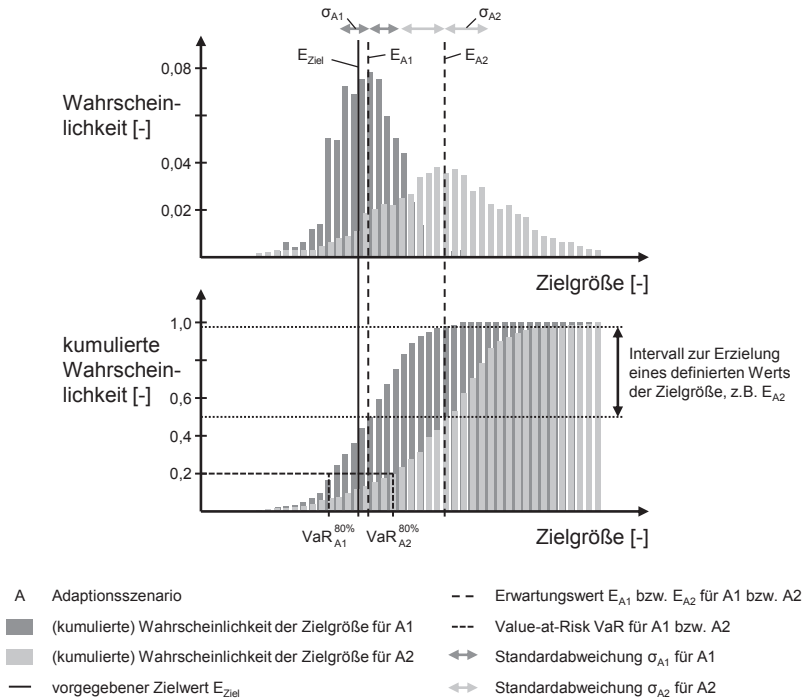 σA1
σA2
EZiel
EA1
EA2
0,08
Wahrschein-
lichkeit [-]
0,04
0,02
Zielgröße [-]
1,0
kumulierte
Wahrschein-
lichkeit [-]
0,6
0,4
0,2
Intervall zur Erzielung
eines definierten Werts
der Zielgröße, z.B. EA2
VaR80%A1
VaR80%A2
Zielgröße [-]
A Adaptionsszenario
(kumulierte) Wahrscheinlichkeit der Zielgröße für A1
(kumulierte) Wahrscheinlichkeit der Zielgröße für A2
vorgegebener Zielwert EZiel
Erwartungswert EA1 bzw. EA2 für A1 bzw. A2
Value-at-Risk VaR für A1 bzw. A2
Standardabweichung σA1 für A1
Standardabweichung σA2 für A2